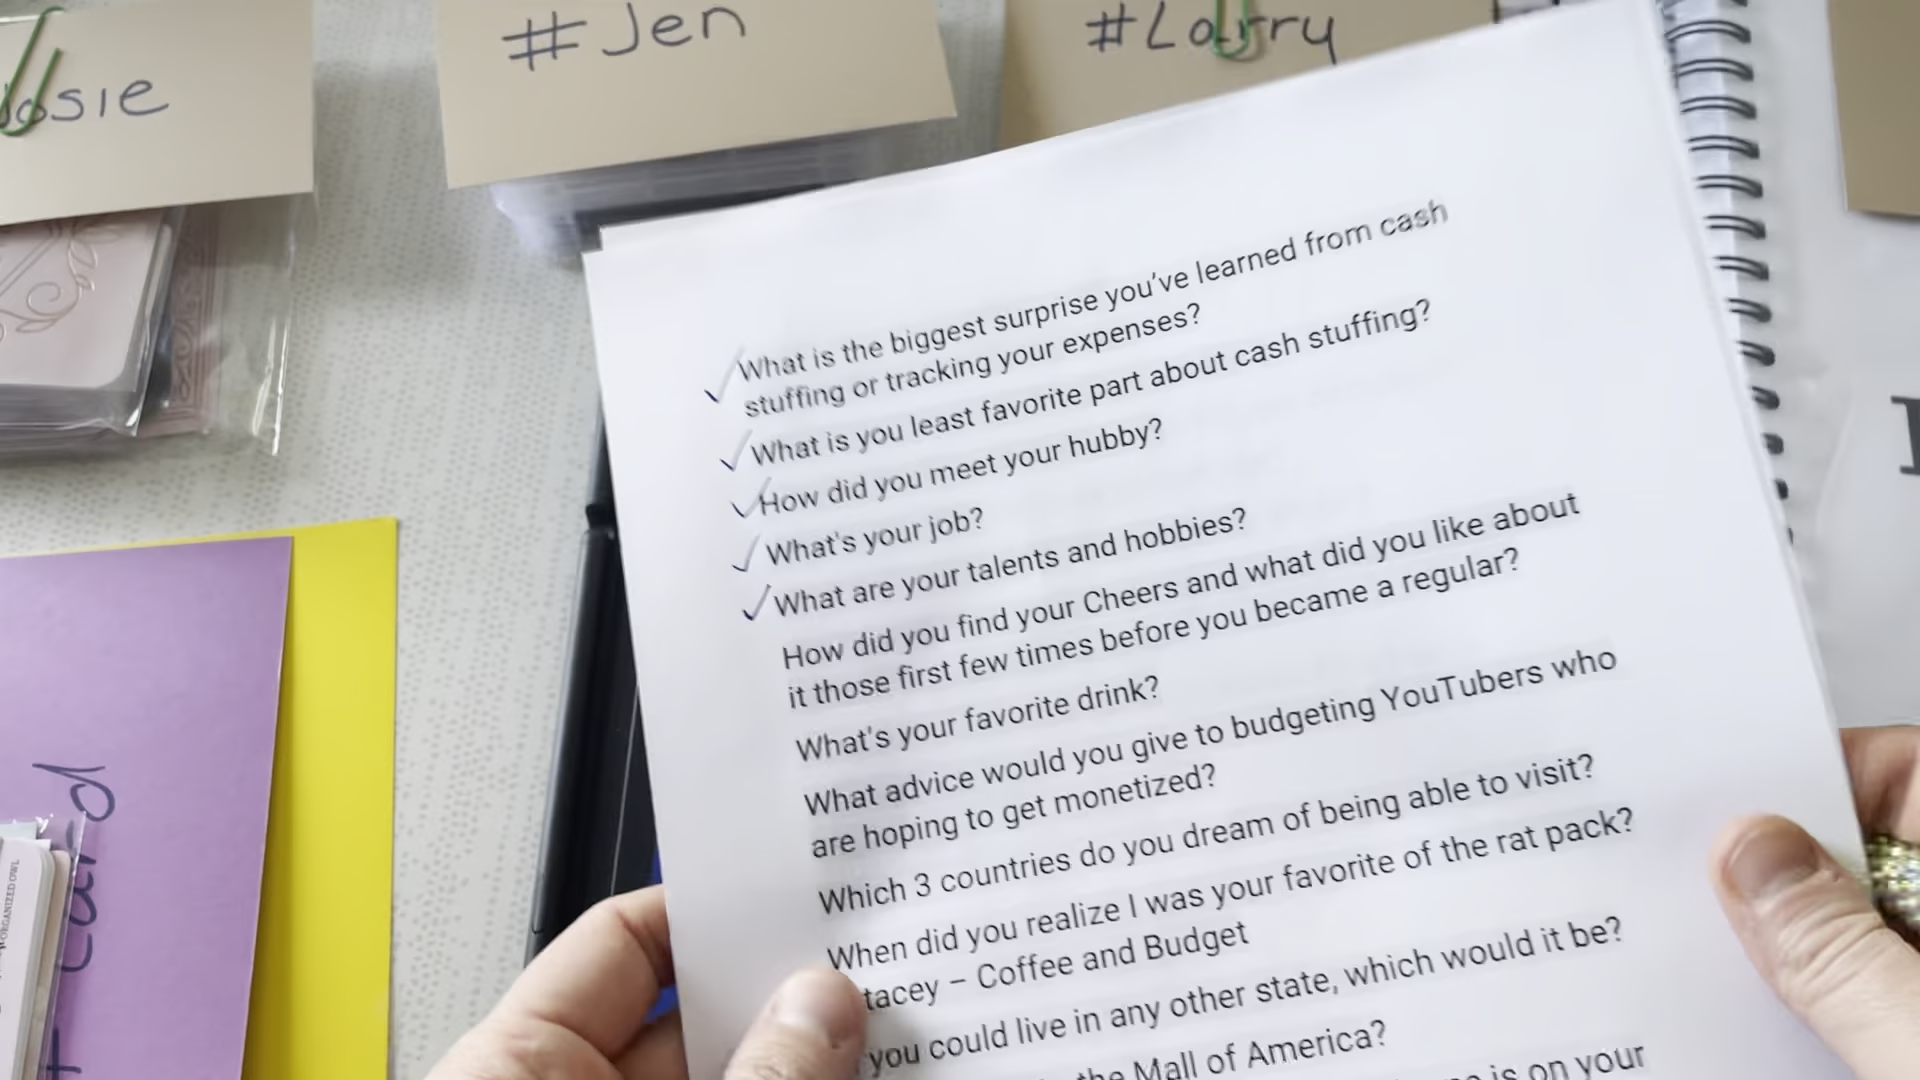 osie
#Jen
#Larry
What is the biggest surprise you've learned from cash
stuffing or tracking your expenses?
What is you least favorite part about cash stuffing?
How did you meet your hubby?
What's your job?
What are your talents and hobbies?
How did you find your Cheers and what did you like about
it those first few times before you became a regular?
What's your favorite drink?
What advice would you give to budgeting YouTubers who
are hoping to get monetized?
Which 3 countries do you dream of being able to visit?
When did you realize I was your favorite of the rat pack?
tacey – Coffee and Budget
you could live in any other state, which would it be?
the Mall of America?
is on your
Card
ORGANIZED OWL